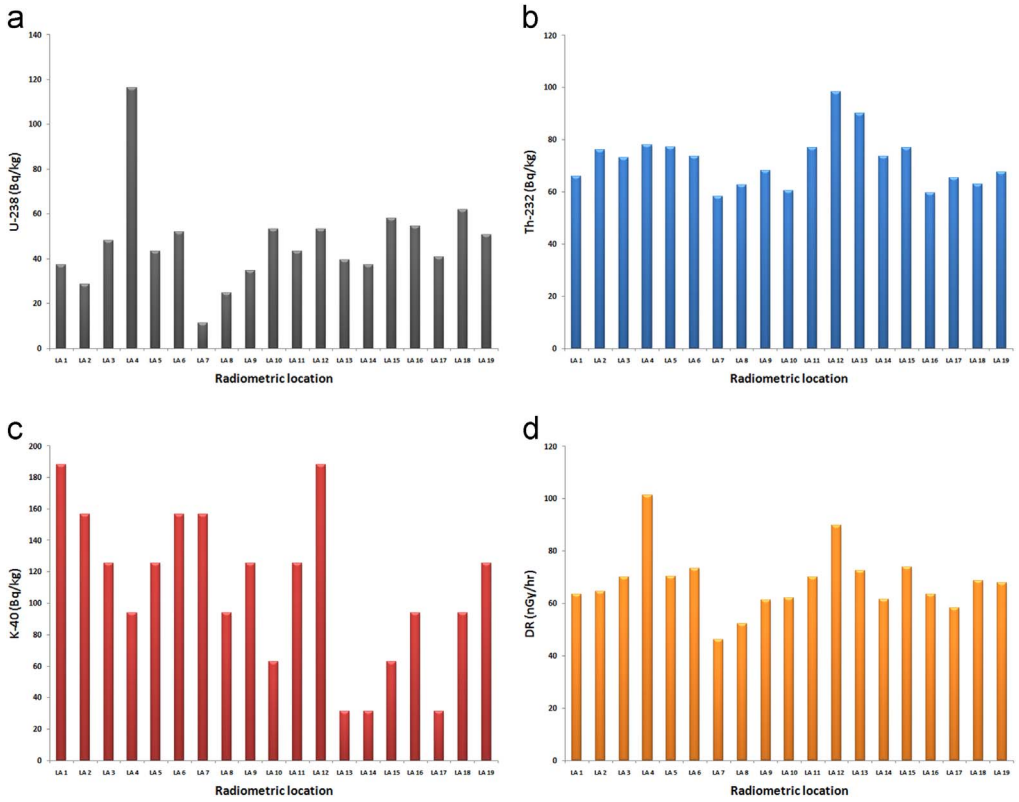 a
140
120
100
80
60
40
20
0
U-238 (Bq/kg)
LA 1 LA 2 LA 3 LA 4 LA 5 LA 6 LA 7 LA 8 LA 9 LA 10 LA 11 LA 12 LA 13 LA 14 LA 15 LA 16 LA 17 LA 18 LA 19
Radiometric location
b
120
100
80
60
40
20
0
Th-232 (Bq/kg)
LA 1 LA 2 LA 3 LA 4 LA 5 LA 6 LA 7 LA 8 LA 9 LA 10 LA 11 LA 12 LA 13 LA 14 LA 15 LA 16 LA 17 LA 18 LA 19
Radiometric location
c
200
180
160
140
120
100
80
60
40
20
0
K-40 (Bq/kg)
LA 1 LA 2 LA 3 LA 4 LA 5 LA 6 LA 7 LA 8 LA 9 LA 10 LA 11 LA 12 LA 13 LA 14 LA 15 LA 16 LA 17 LA 18 LA 19
Radiometric location
d
120
100
80
60
40
20
0
DR (nGy/hr)
LA 1 LA 2 LA 3 LA 4 LA 5 LA 6 LA 7 LA 8 LA 9 LA 10 LA 11 LA 12 LA 13 LA 14 LA 15 LA 16 LA 17 LA 18 LA 19
Radiometric location